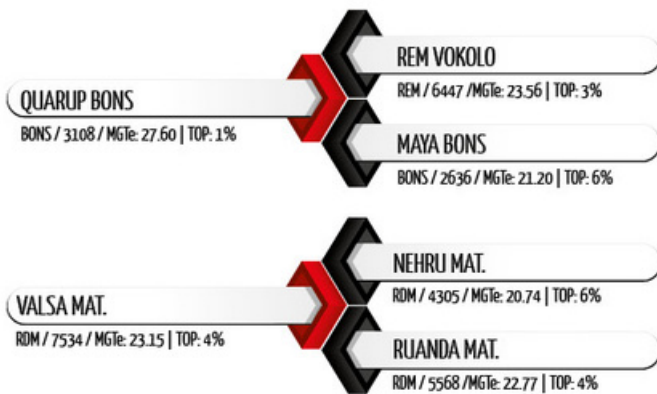 REM VOKOLO
REM / 6447 /MGTe: 23.56 | TOP: 3%
QUARUP BONS
BONS / 3108 / MGTe: 27.60 | TOP: 1%
MAYA BONS
BONS / 2636 / MGTe: 21.20 | TOP: 6%
NEHRU MAT.
RDM / 4305 / MGTe: 20.74 | TOP: 6%
VALSA MAT.
RDM / 7534 / MGTe: 23.15 | TOP: 4%
RUANDA MAT.
RDM / 5568 /MGTe: 22.77 | TOP: 4%